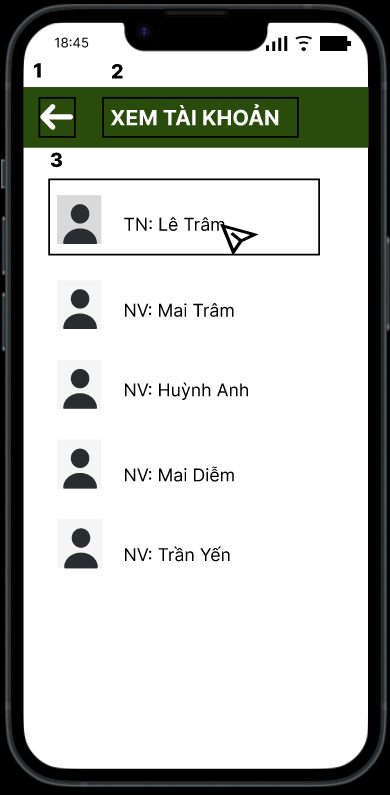 18:45
1 2
XEM TÀI KHOẢN
3
TN: Lê Trâm
NV: Mai Trâm
NV: Huỳnh Anh
NV: Mai Diễm
NV: Trần Yến